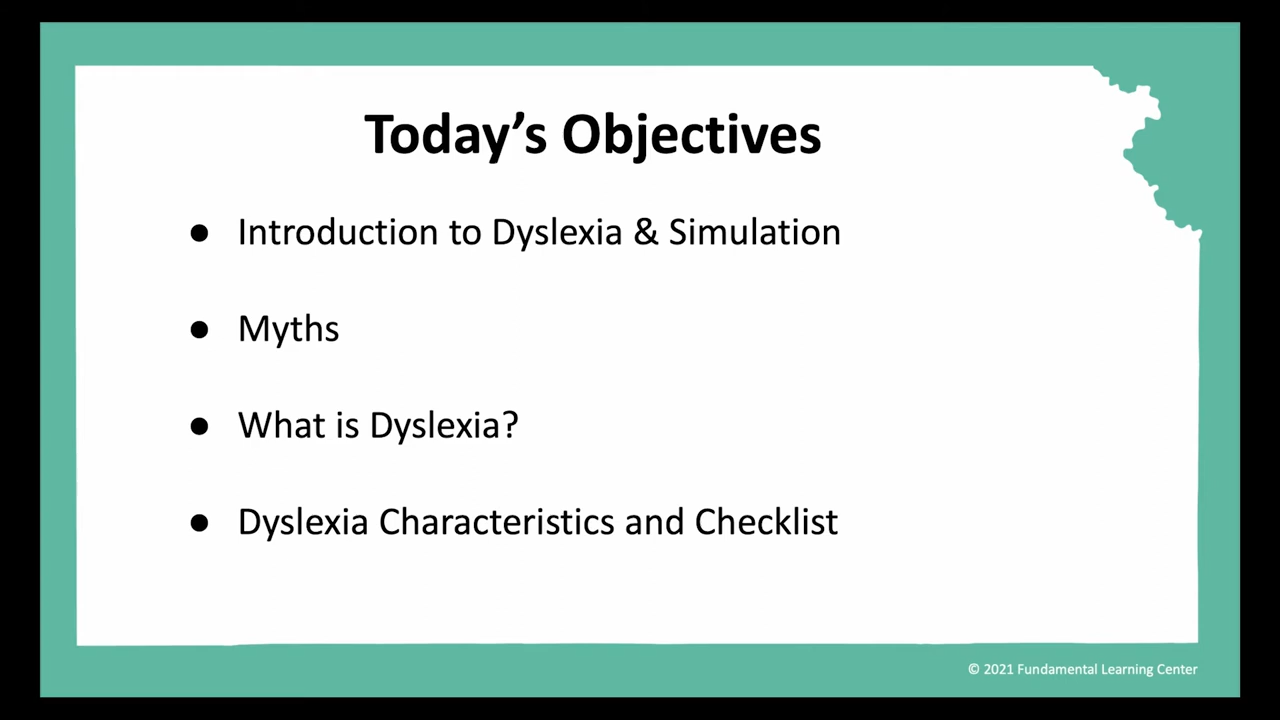 Today’s Objectives
● Introduction to Dyslexia & Simulation
● Myths
● What is Dyslexia?
● Dyslexia Characteristics and Checklist
© 2021 Fundamental Learning Center